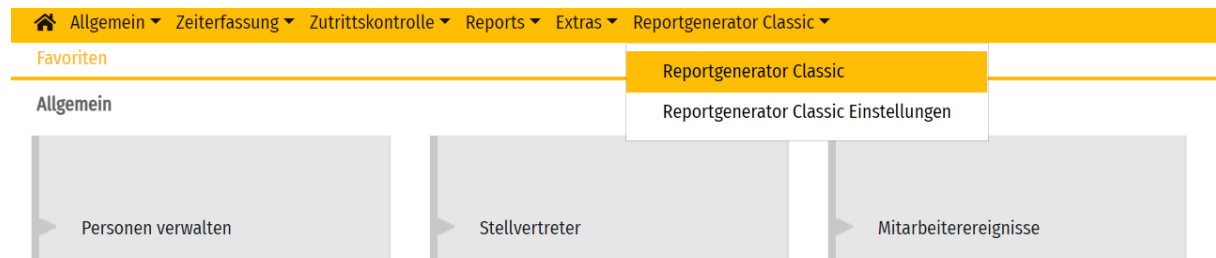 Allgemein Zeiterfassung Zutrittskontrolle Reports Extras Reportgenerator Classic
Favoriten
Reportgenerator Classic
Allgemein
Reportgenerator Classic Einstellungen
Personen verwalten
Stellvertreter
Mitarbeiterereignisse